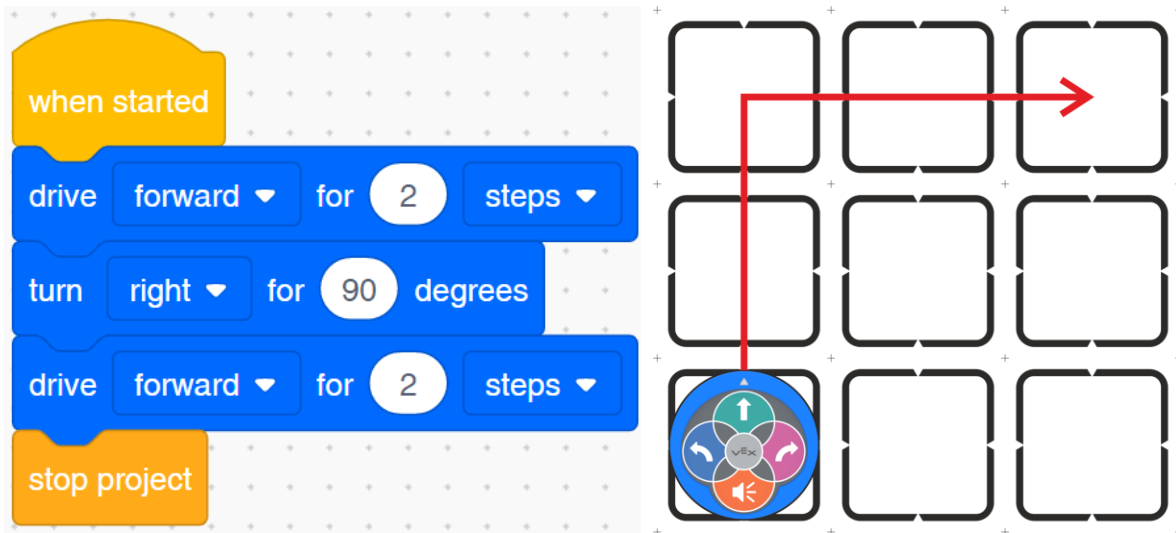 when started
drive forward for 2 steps
turn right for 90 degrees
drive forward for 2 steps
stop project
VEX